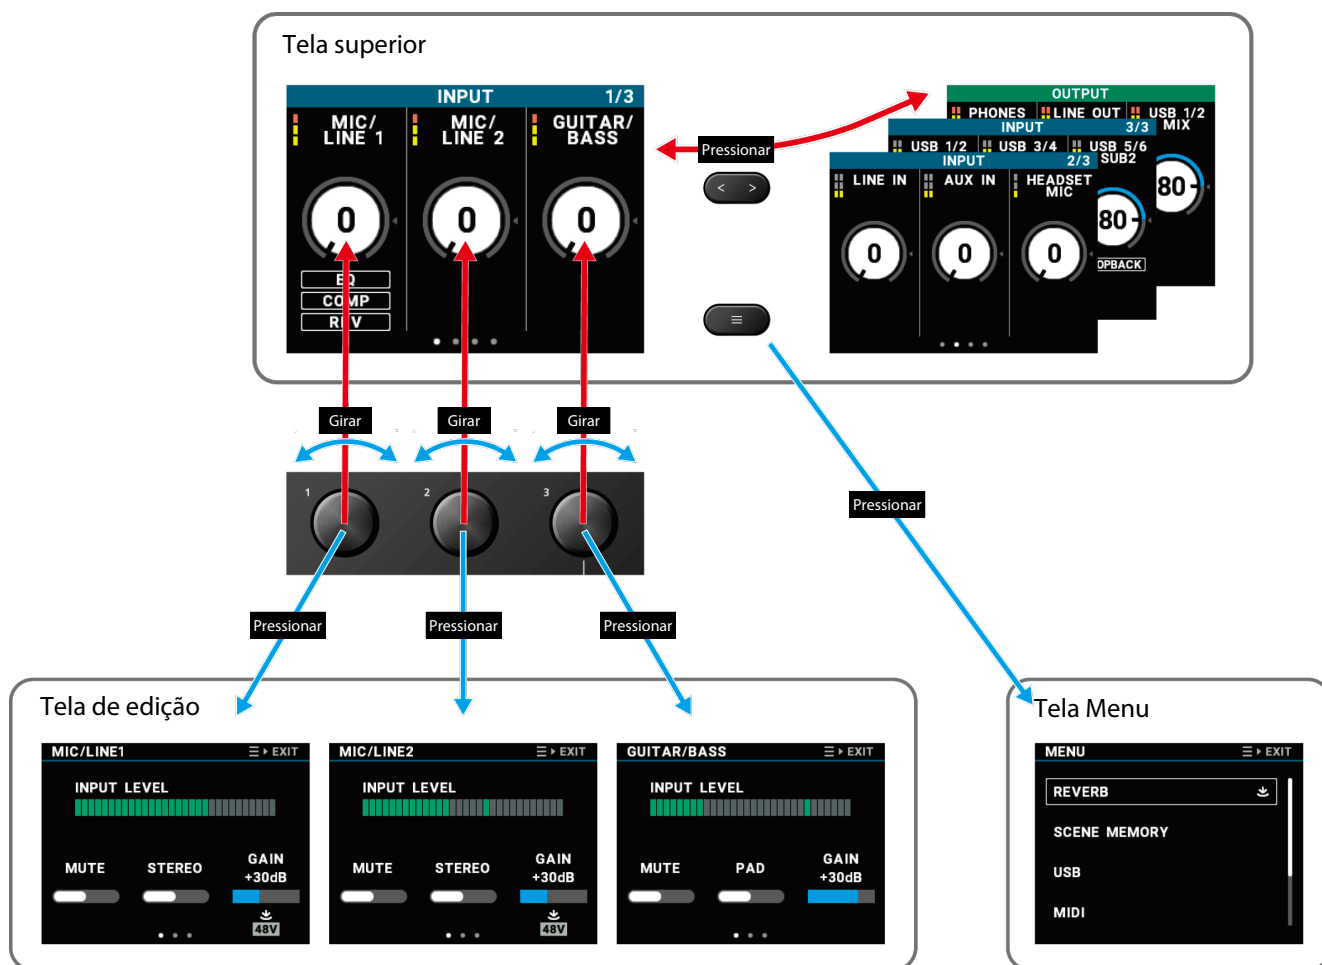 Tela superior
INPUT 1/3
MIC/
LINE 1
MIC/
LINE 2
GUITAR/
BASS
0
0
0
EQ
COMP
REV
Pressionar
< >
OUTPUT
PHONES LINE OUT USB 1/2
MIX
80
INPUT 3/3
USB 1/2 USB 3/4 USB 5/6
SUB2
80
OPBACK
INPUT 2/3
LINE IN AUX IN HEADSET
MIC
0 0 0
Girar Girar Girar
1 2 3
Pressionar
Pressionar Pressionar Pressionar
Tela de edição
MIC/LINE1 EXIT
INPUT LEVEL
MUTE STEREO GAIN
+30dB
48V
MIC/LINE2 EXIT
INPUT LEVEL
MUTE STEREO GAIN
+30dB
48V
GUITAR/BASS EXIT
INPUT LEVEL
MUTE PAD GAIN
+30dB
Tela Menu
MENU EXIT
REVERB
SCENE MEMORY
USB
MIDI